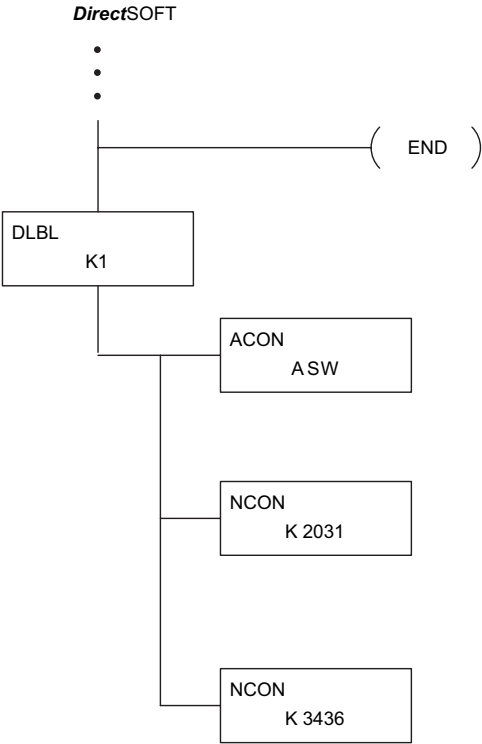 DirectSOFT
END
DLBL
K1
ACON
A SW
NCON
K 2031
NCON
K 3436